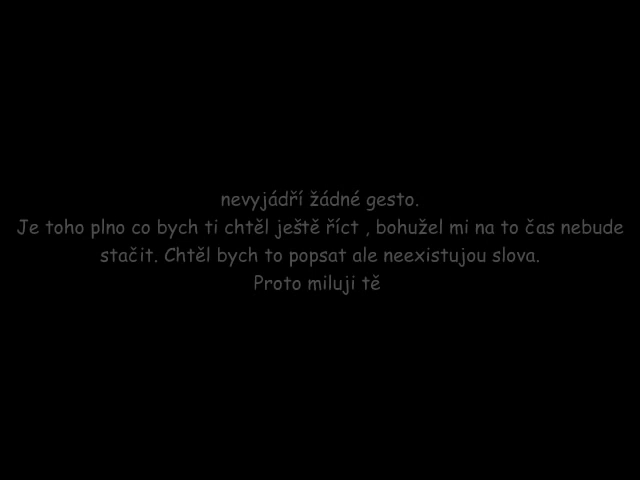 nevyjádří žádné gesto.
Je toho plno co bych ti chtěl ještě říct , bohužel mi na to čas nebude
stačit. Chtěl bych to popsat ale neexistujou slova.
Proto miluji tě